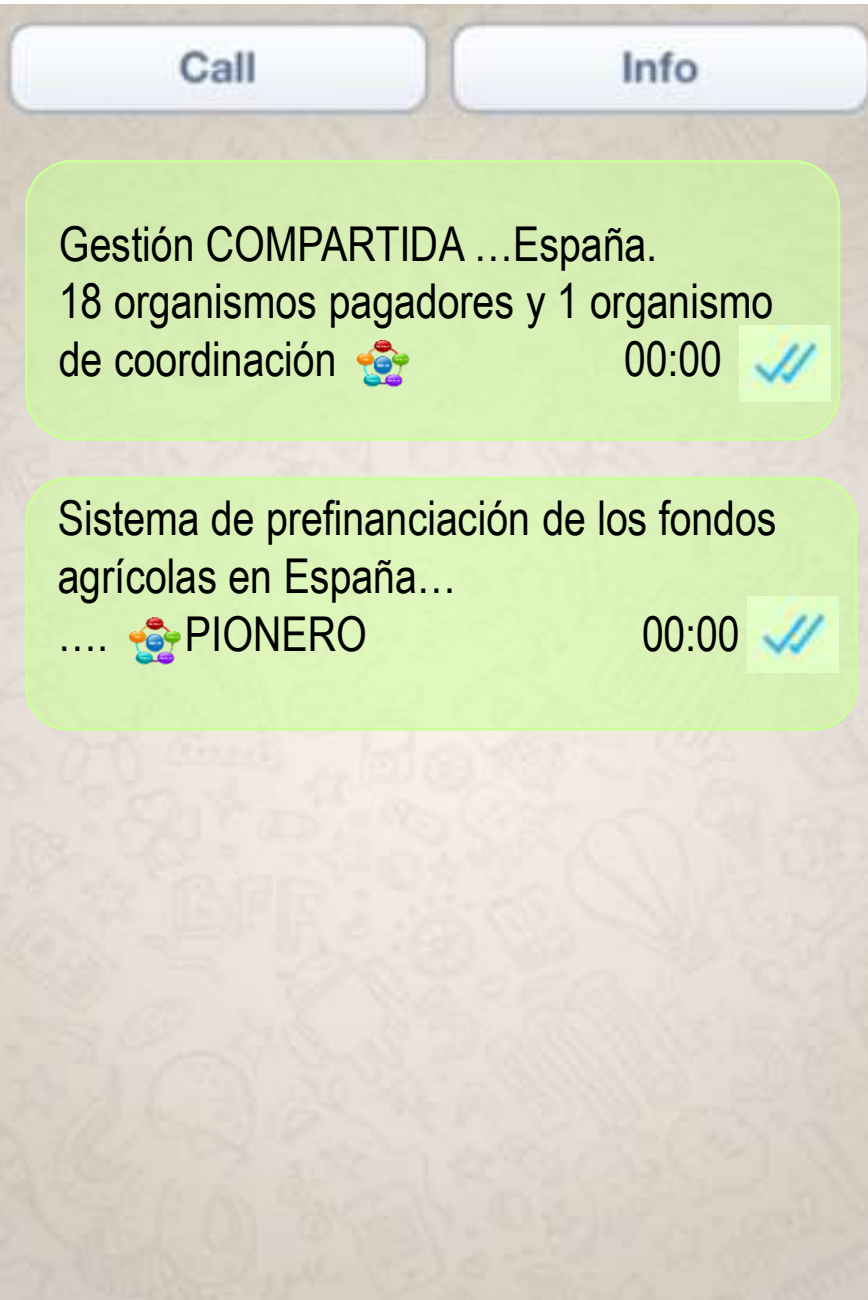 Call Info
Gestión COMPARTIDA …España.
18 organismos pagadores y 1 organismo
de coordinación 00:00
Sistema de prefinanciación de los fondos
agrícolas en España…
…. PIONERO 00:00